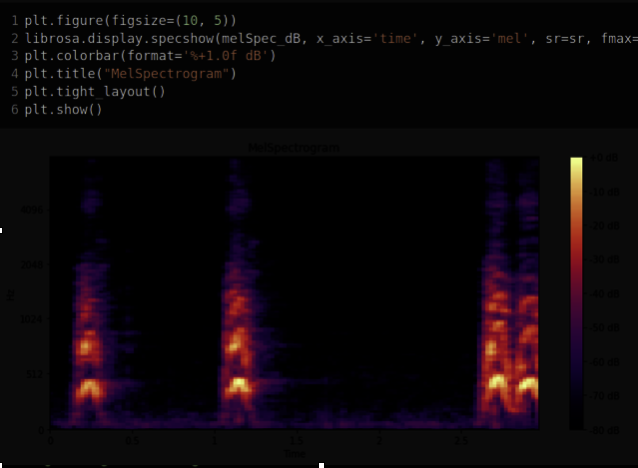 1 plt.figure(figsize=(10, 5))
2 librosa.display.specshow(melSpec_dB, x_axis='time', y_axis='mel', sr=sr, fmax=
3 plt.colorbar(format='%+1.0f dB')
4 plt.title("MelSpectrogram")
5 plt.tight_layout()
6 plt.show()
MelSpectrogram
+0 dB
-10 dB
4096
-20 dB
2048
-30 dB
Hz
1024
-40 dB
-50 dB
512
-60 dB
-70 dB
0
-80 dB
0 0.5 1 1.5 2 2.5
Time